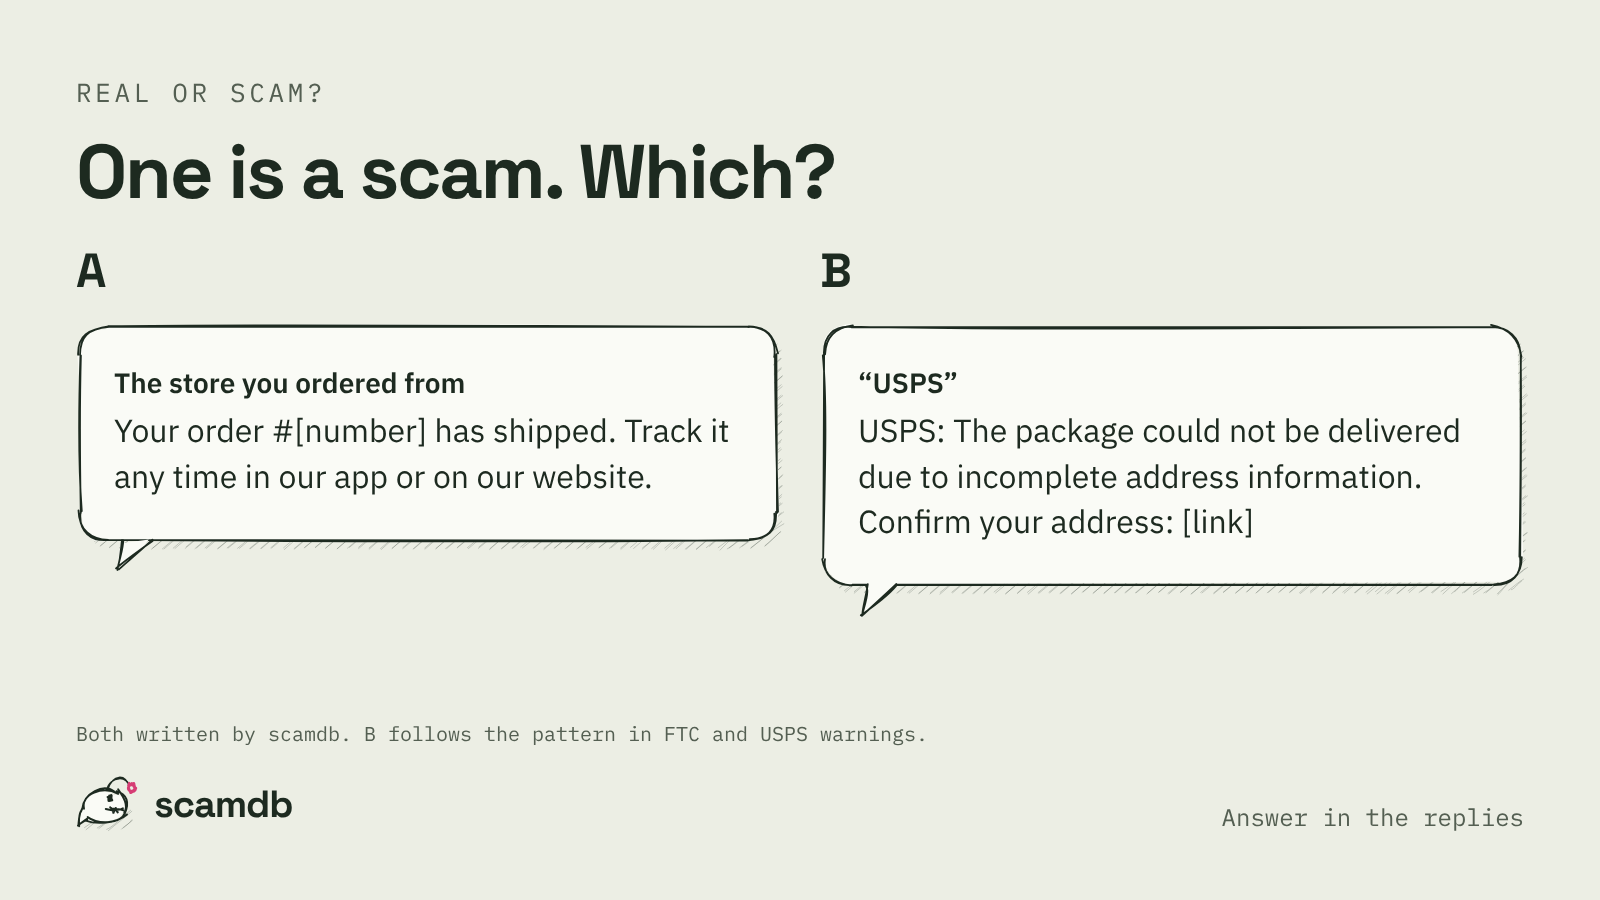 REAL OR SCAM?
One is a scam. Which?
A
The store you ordered from
Your order #[number] has shipped. Track it
any time in our app or on our website.
B
“USPS”
USPS: The package could not be delivered
due to incomplete address information.
Confirm your address: [link]
Both written by scamdb. B follows the pattern in FTC and USPS warnings.
scamdb
Answer in the replies